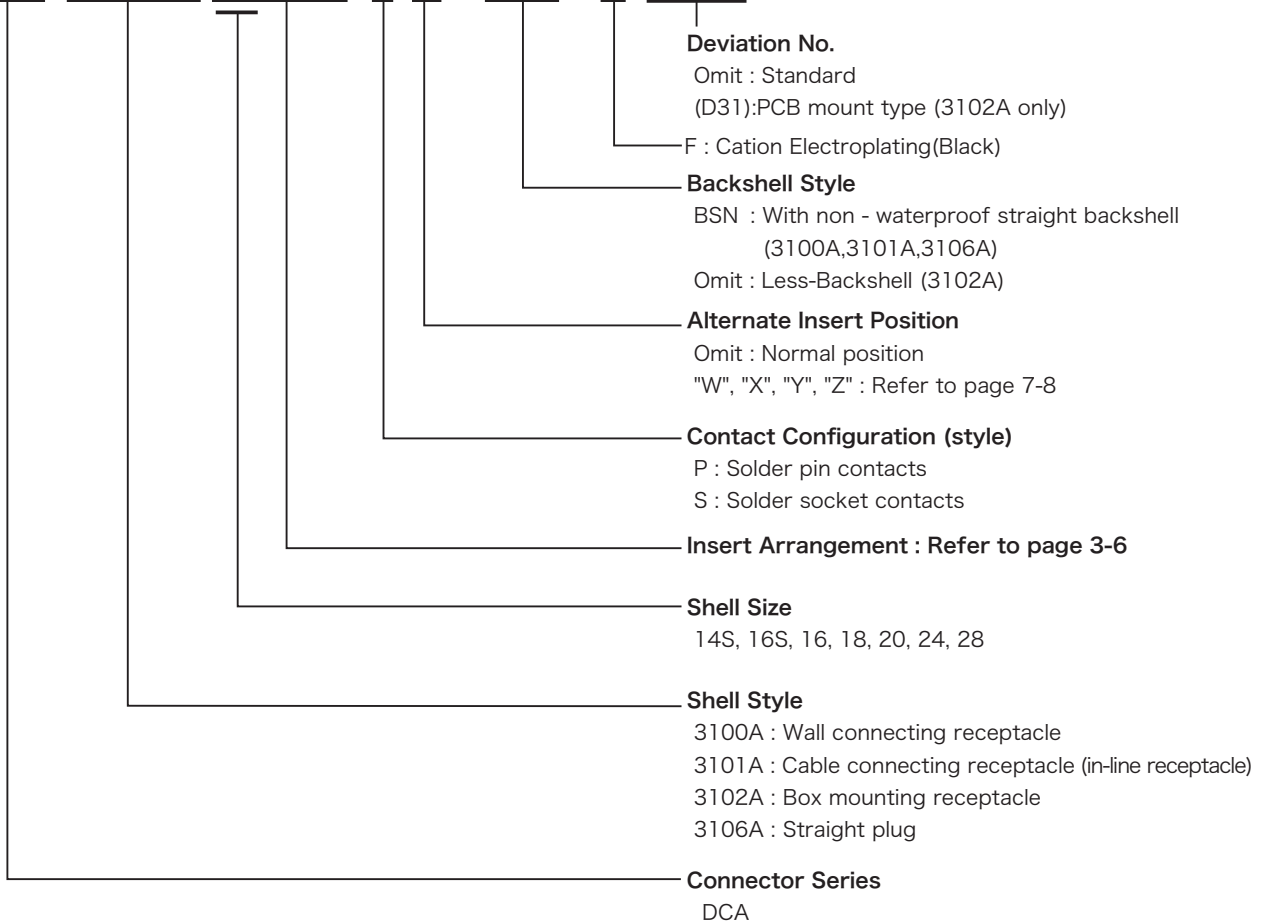 Deviation No.
Omit : Standard
(D31):PCB mount type (3102A only)
F : Cation Electroplating(Black)
Backshell Style
BSN : With non - waterproof straight backshell
(3100A,3101A,3106A)
Omit : Less-Backshell (3102A)
Alternate Insert Position
Omit : Normal position
"W", "X", "Y", "Z" : Refer to page 7-8
Contact Configuration (style)
P : Solder pin contacts
S : Solder socket contacts
Insert Arrangement : Refer to page 3-6
Shell Size
14S, 16S, 16, 18, 20, 24, 28
Shell Style
3100A : Wall connecting receptacle
3101A : Cable connecting receptacle (in-line receptacle)
3102A : Box mounting receptacle
3106A : Straight plug
Connector Series
DCA